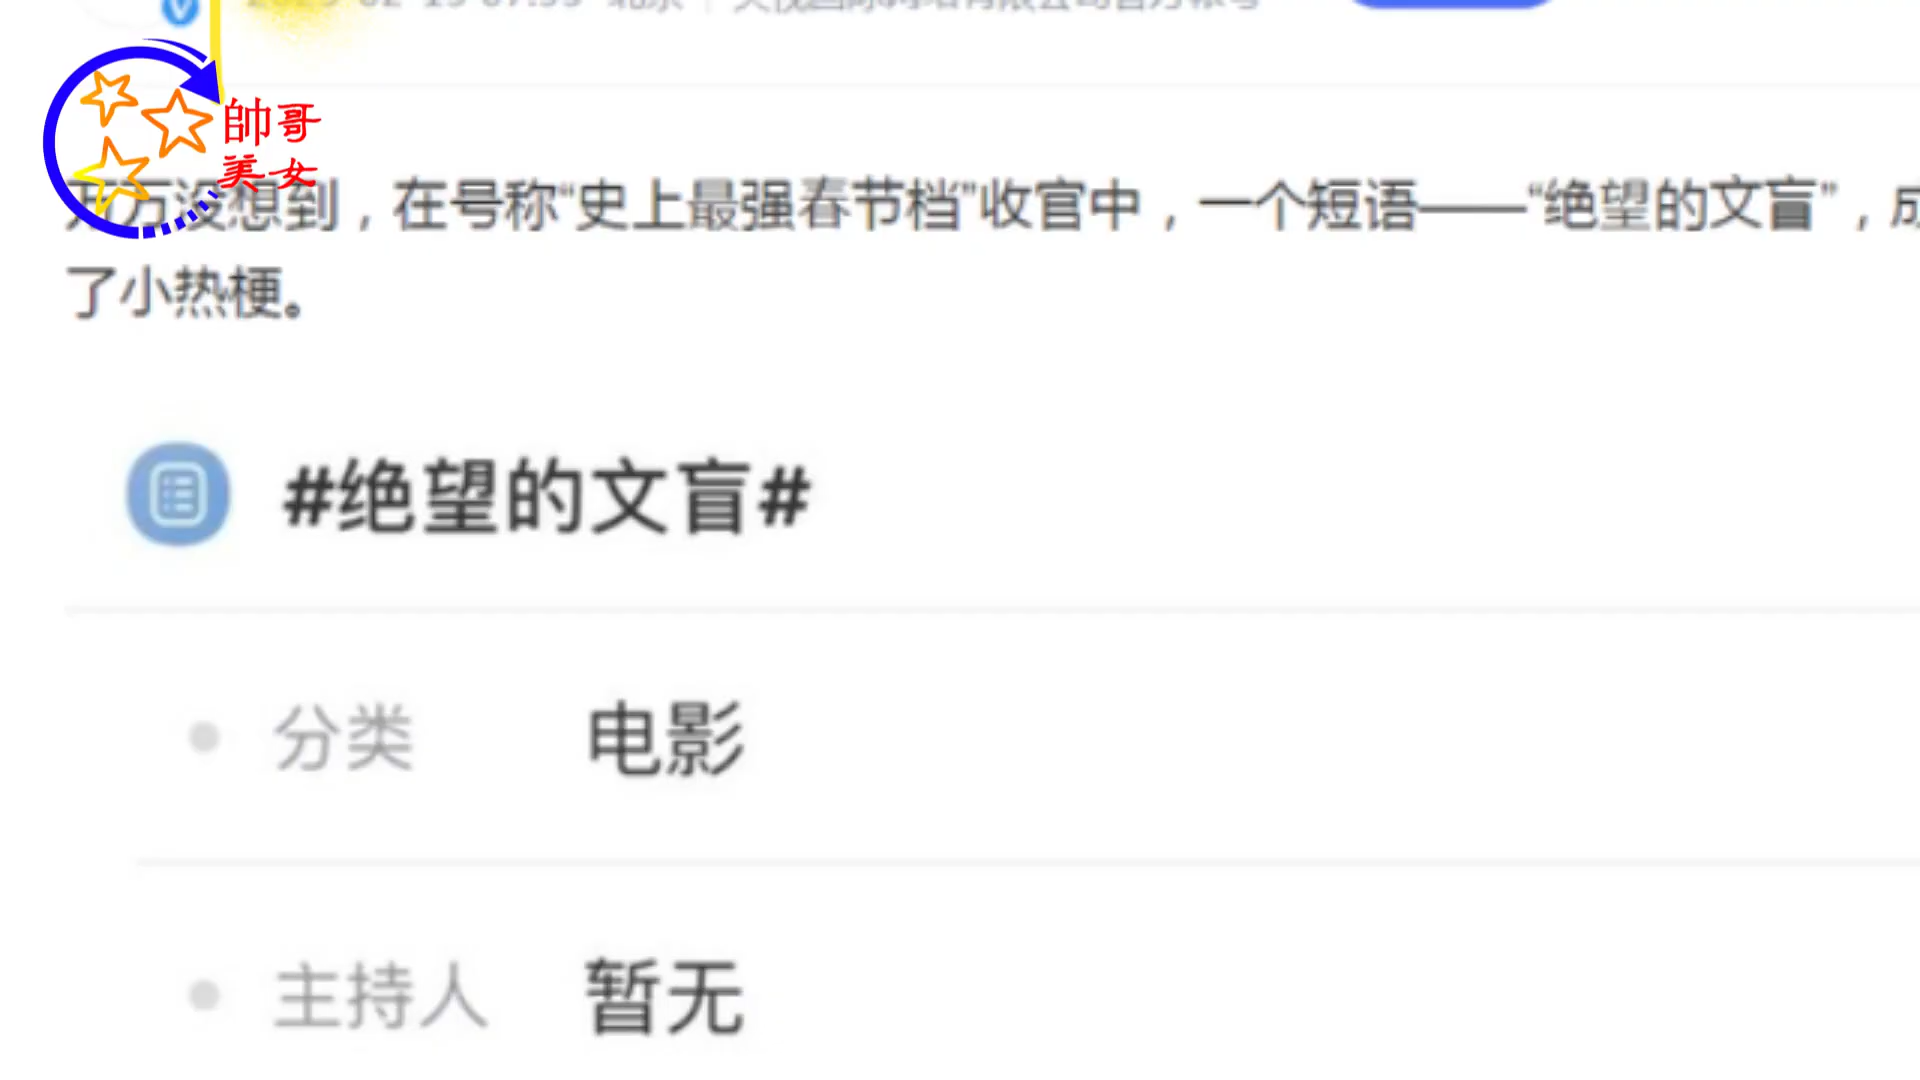 帥哥
美女
万万没想到，在号称“史上最强春节档”收官中，一个短语——“绝望的文盲”，成
了小热梗。
#绝望的文盲#
分类 电影
主持人 暂无